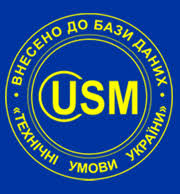 ВНЕСЕНО ДО БАЗИ ДАНИХ
USM
«ТЕХНІЧНІ УМОВИ УКРАЇНИ»